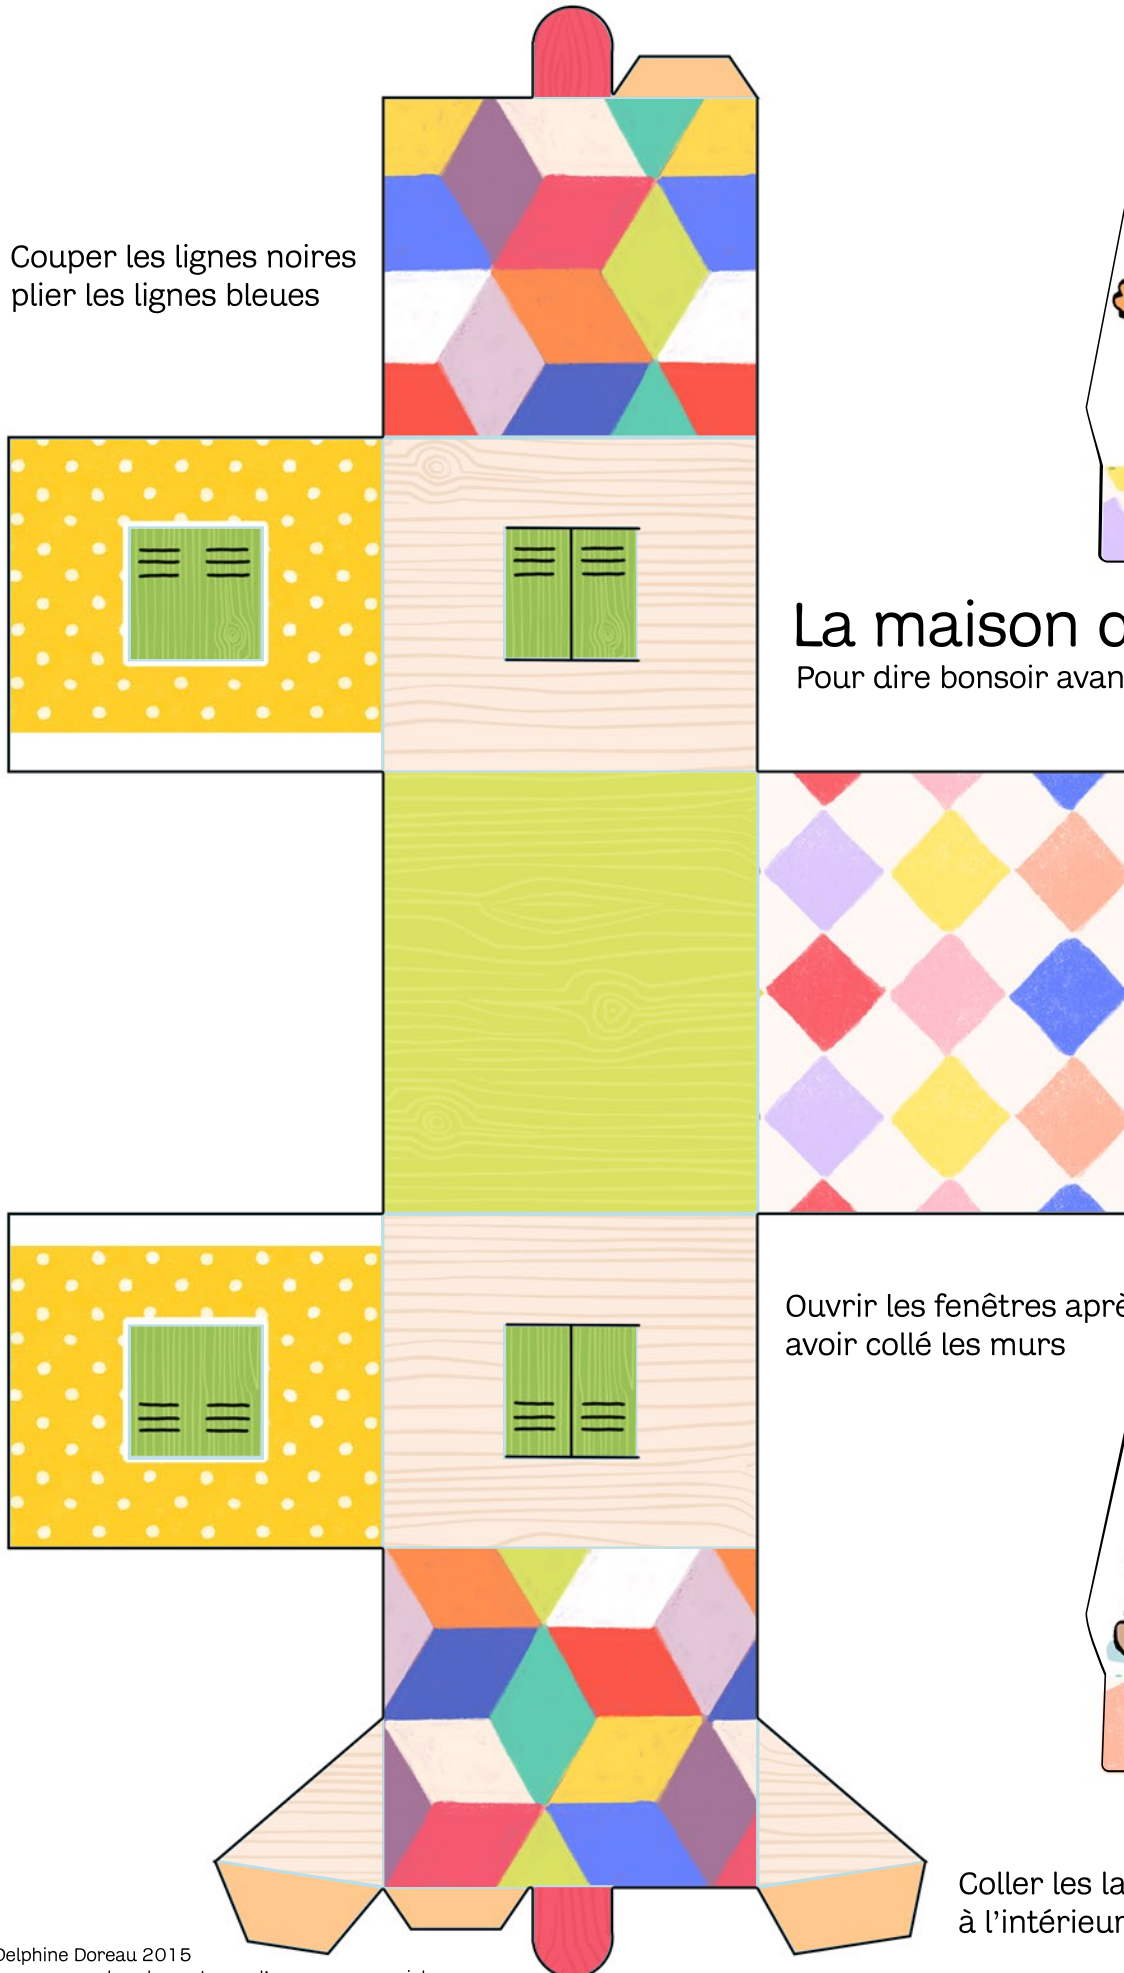 Couper les lignes noires
plier les lignes bleues
La maison
Pour dire bonsoir
Ouvrir les fenêtres
avoir collé les murs
Coller les
à l'intérieur
Delphine Doreau 2015